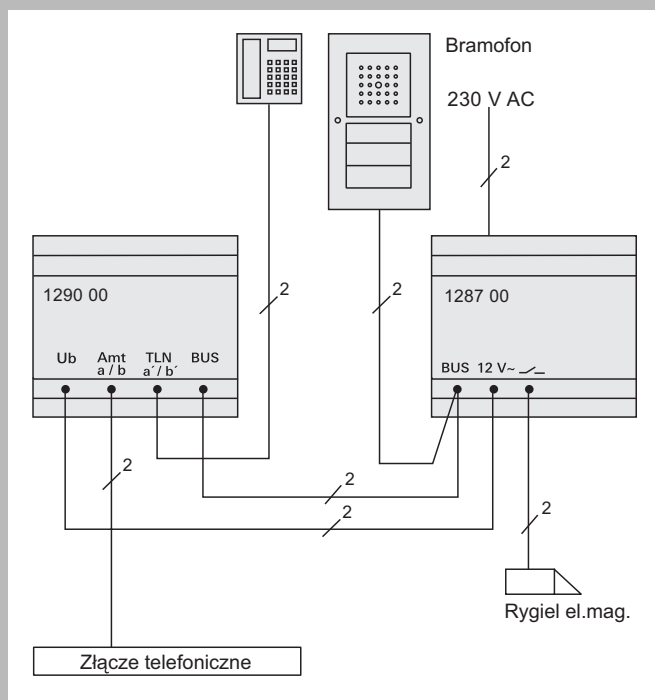 Bramofon
230 V AC
2
2
2
1290 00
1287 00
Ub
Amt
a / b
TLN
a´/ b´
BUS
BUS
12 V~
2
2
2
2
Rygiel el.mag.
Złącze telefoniczne